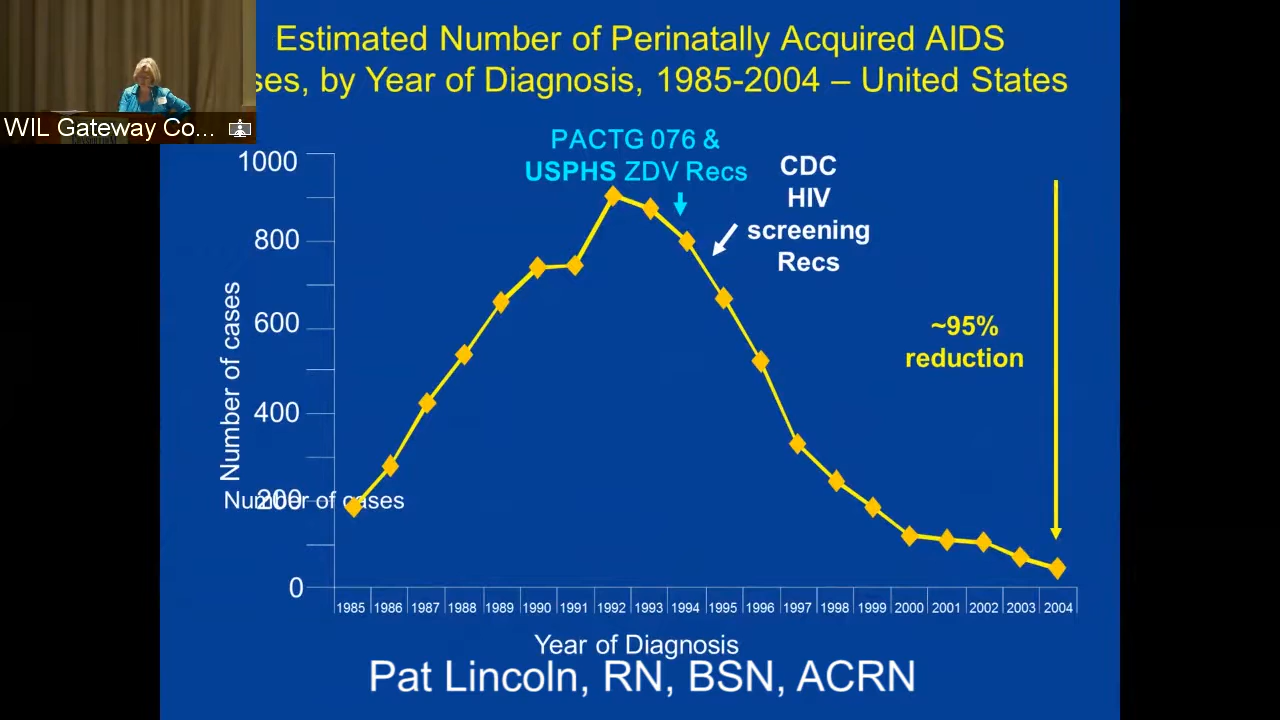 Estimated Number of Perinatally Acquired AIDS
ses, by Year of Diagnosis, 1985-2004 – United States
WIL Gateway Co...
PACTG 076 &
USPHS ZDV Recs
CDC
HIV
screening
Recs
~95%
reduction
1000
800
600
400
200
0
Number of cases
Number of cases
1985 1986 1987 1988 1989 1990 1991 1992 1993 1994 1995 1996 1997 1998 1999 2000 2001 2002 2003 2004
Year of Diagnosis
Pat Lincoln, RN, BSN, ACRN